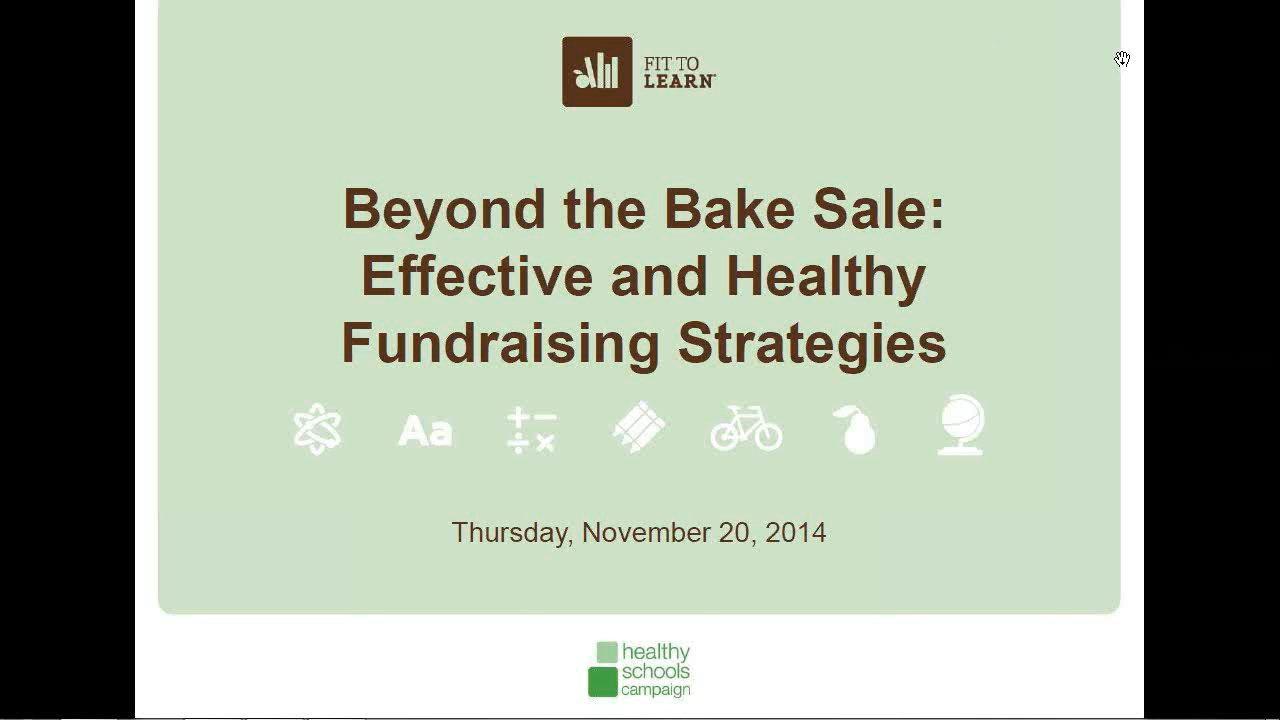 FIT TO
LEARN
Beyond the Bake Sale:
Effective and Healthy
Fundraising Strategies
Aa
+ −
÷ x
Thursday, November 20, 2014
healthy
schools
campaign